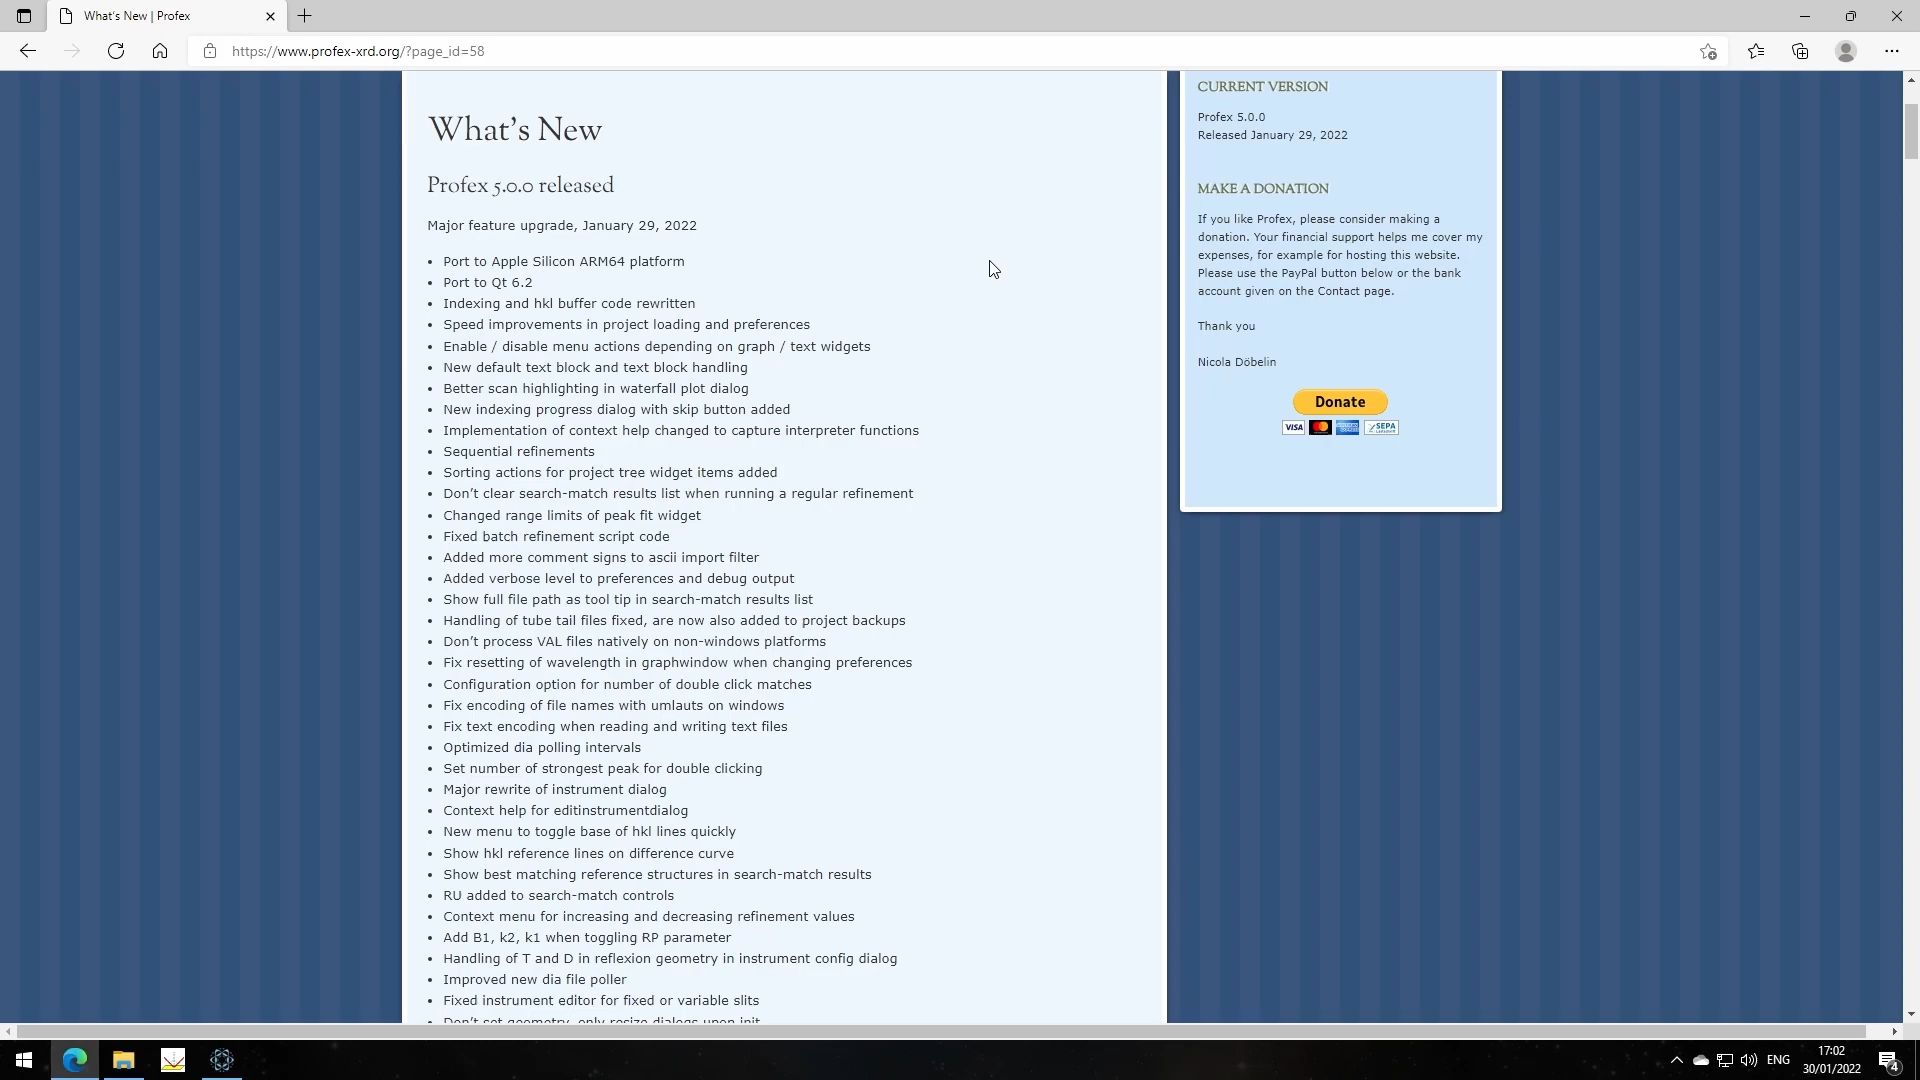 What's New | Profex
https://www.profex-xrd.org/?page_id=58
What's New
Profex 5.0.0 released
Major feature upgrade, January 29, 2022
• Port to Apple Silicon ARM64 platform
• Port to Qt 6.2
• Indexing and hkl buffer code rewritten
• Speed improvements in project loading and preferences
• Enable / disable menu actions depending on graph / text widgets
• New default text block and text block handling
• Better scan highlighting in waterfall plot dialog
• New indexing progress dialog with skip button added
• Implementation of context help changed to capture interpreter functions
• Sequential refinements
• Sorting actions for project tree widget items added
• Don't clear search-match results list when running a regular refinement
• Changed range limits of peak fit widget
• Fixed batch refinement script code
• Added more comment signs to ascii import filter
• Added verbose level to preferences and debug output
• Show full file path as tool tip in search-match results list
• Handling of tube tail files fixed, are now also added to project backups
• Don't process VAL files natively on non-windows platforms
• Fix resetting of wavelength in graphwindow when changing preferences
• Configuration option for number of double click matches
• Fix encoding of file names with umlauts on windows
• Fix text encoding when reading and writing text files
• Optimized dia polling intervals
• Set number of strongest peak for double clicking
• Major rewrite of instrument dialog
• Context help for editinstrumentdialog
• New menu to toggle base of hkl lines quickly
• Show hkl reference lines on difference curve
• Show best matching reference structures in search-match results
• RU added to search-match controls
• Context menu for increasing and decreasing refinement values
• Add B1, k2, k1 when toggling RP parameter
• Handling of T and D in reflexion geometry in instrument config dialog
• Improved new dia file poller
• Fixed instrument editor for fixed or variable slits
• Don't set geometry, only resize dialogs upon init
CURRENT VERSION
Profex 5.0.0
Released January 29, 2022
MAKE A DONATION
If you like Profex, please consider making a
donation. Your financial support helps me cover my
expenses, for example for hosting this website.
Please use the PayPal button below or the bank
account given on the Contact page.
Thank you
Nicola Döbelin
Donate
VISA
SEPA
ENG
17:02
30/01/2022
4